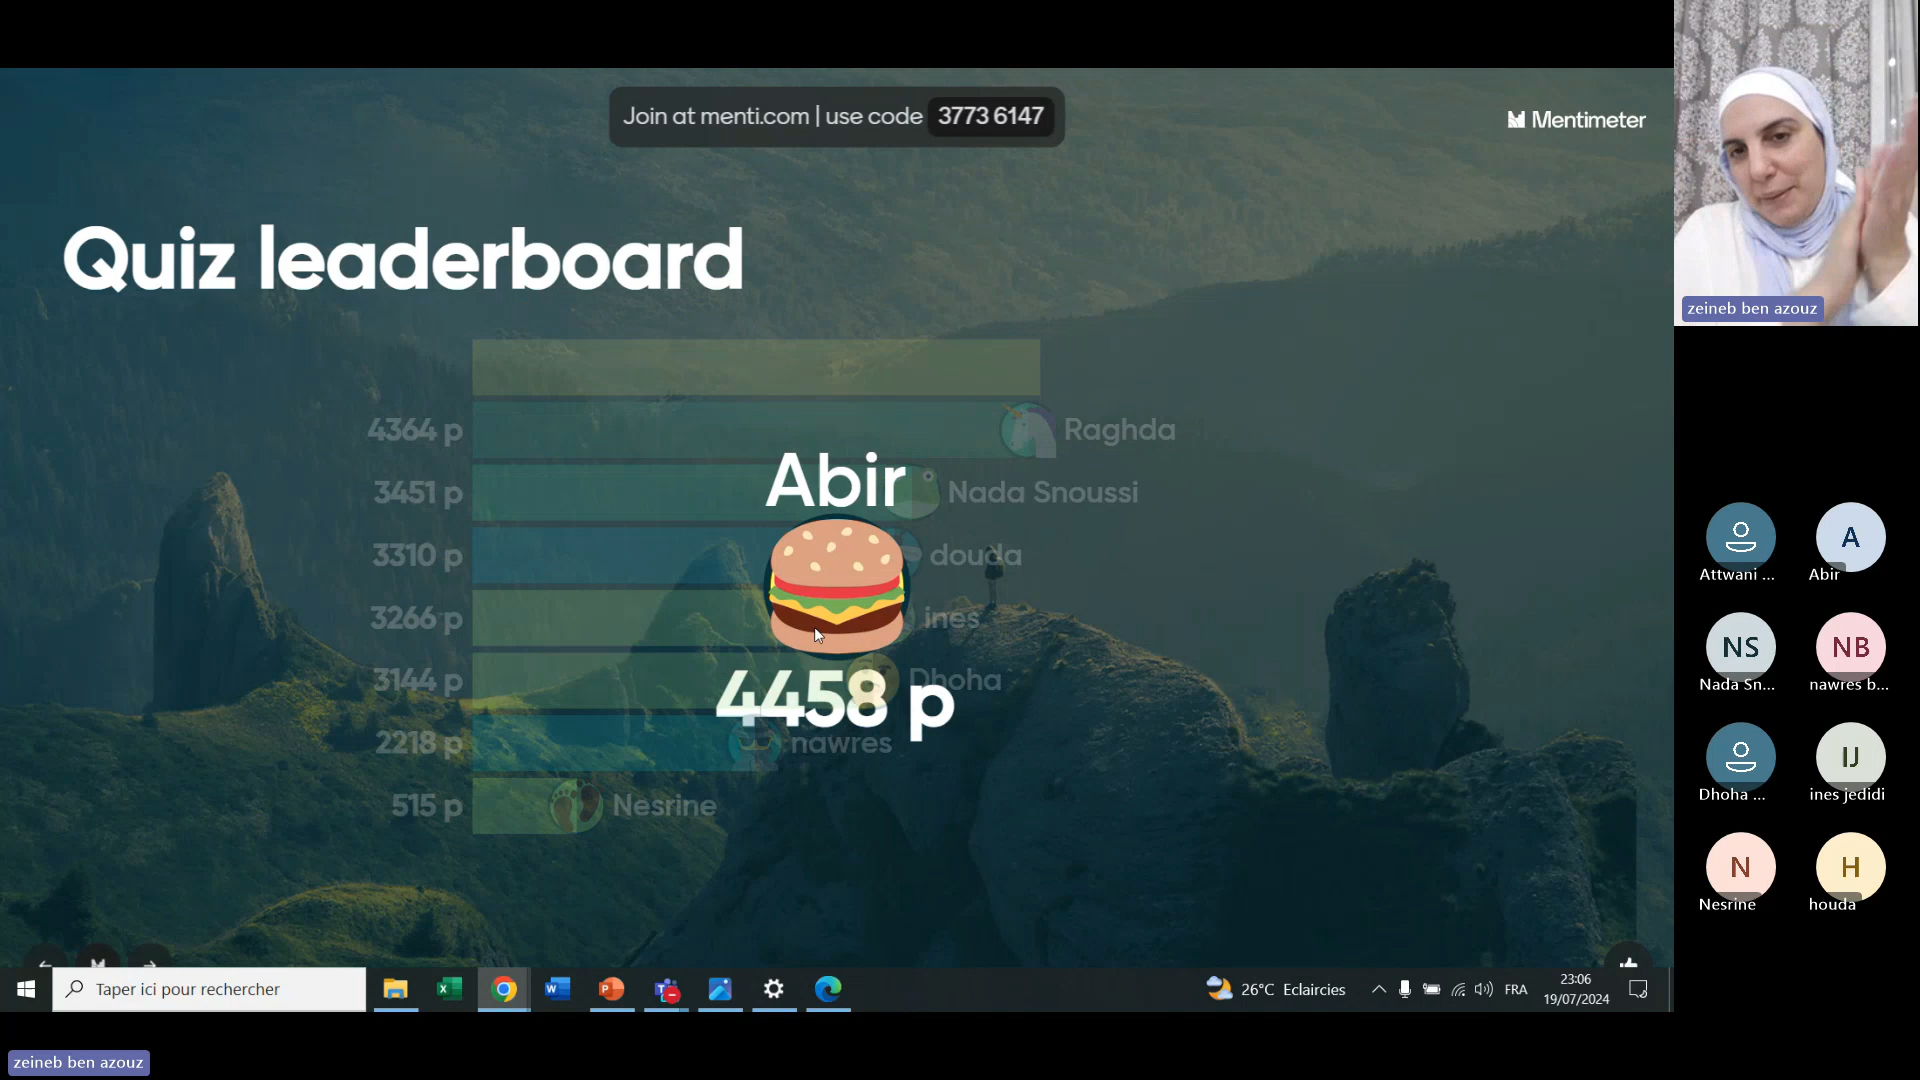 Join at menti.com | use code 3773 6147
Mentimeter
Quiz leaderboard
4364 p Raghda
3451 p Nada Snoussi
3310 p douda
3266 p ines
3144 p Dhoha
2218 p nawres
515 p Nesrine
Abir
4458 p
zeineb ben azouz
Attwani ...
A
Abir
NS
Nada Sn...
NB
nawres b...
Dhoha ...
IJ
ines jedidi
N
Nesrine
H
houda
Taper ici pour rechercher
26°C Eclaircies
FRA
23:06
19/07/2024
zeineb ben azouz